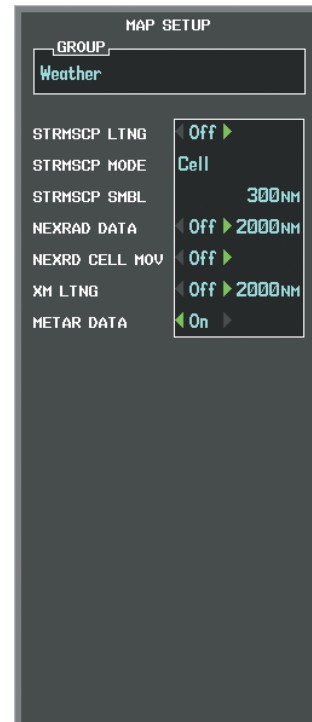 MAP SETUP
GROUP
Weather
STRMSCP LTNG Off
STRMSCP MODE Cell
STRMSCP SMBL 300NM
NEXRAD DATA Off 2000NM
NEXRD CELL MOV Off
XM LTNG Off 2000NM
METAR DATA On